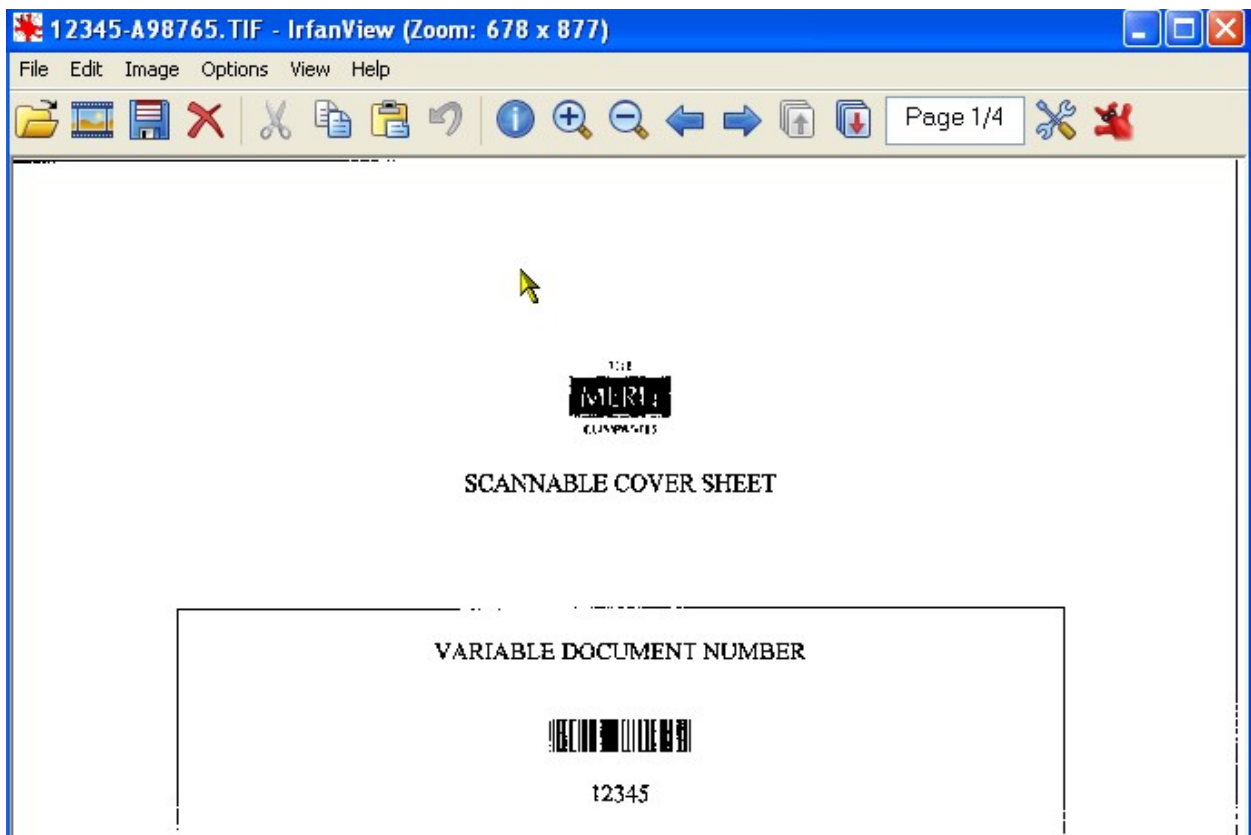 12345-A98765.TIF - IrfanView (Zoom: 678 x 877)
File Edit Image Options View Help
Page 1/4
SCANNABLE COVER SHEET
VARIABLE DOCUMENT NUMBER
12345